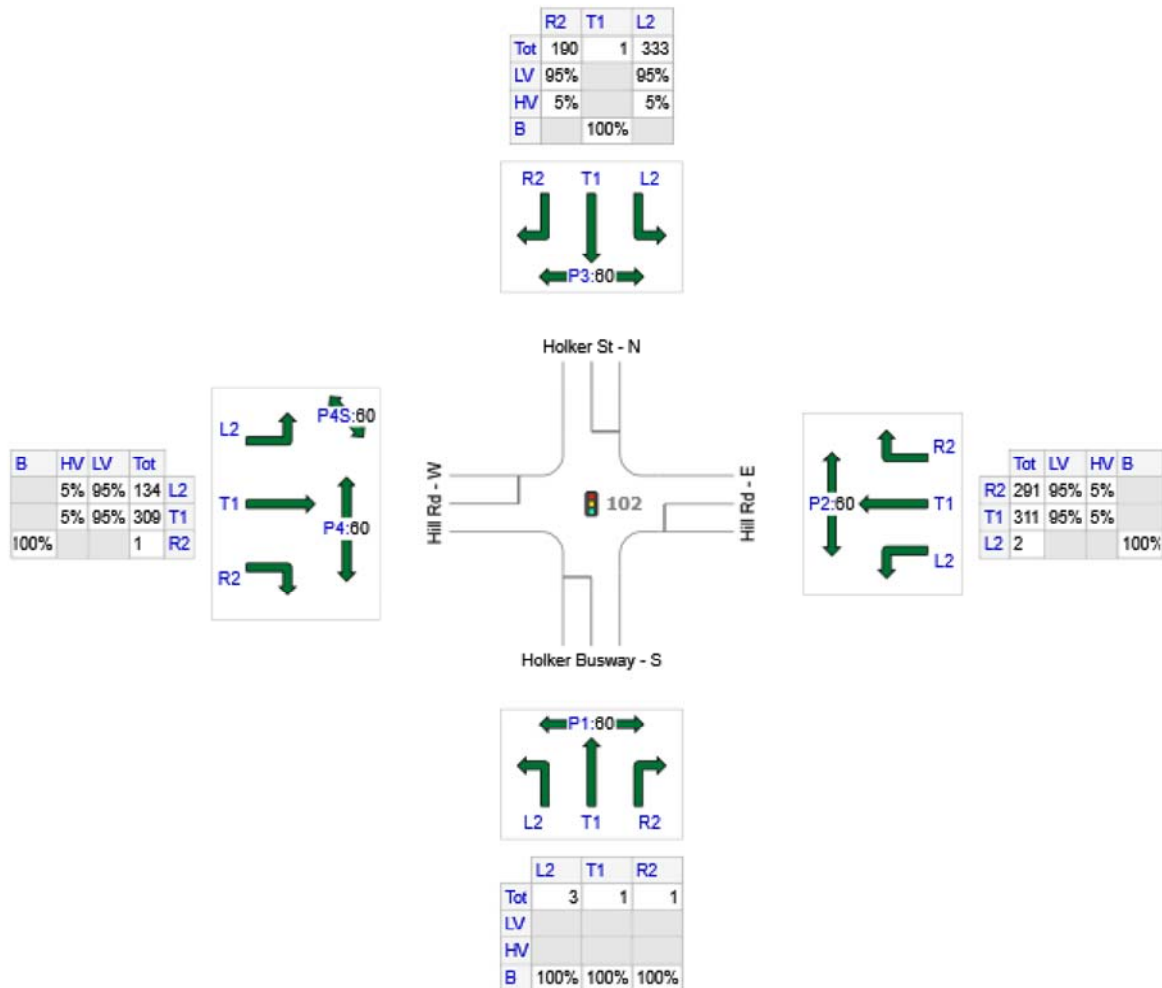 R2 T1 L2
Tot 190 1 333
LV 95% 95%
HV 5% 5%
B 100%
R2 T1 L2
P3:60
Holker St - N
L2
P4S:60
T1
P4:60
R2
B HV LV Tot
5% 95% 134 L2
5% 95% 309 T1
100% 1 R2
Hill Rd - W
102
Hill Rd - E
R2
P2:60
T1
L2
Tot LV HV B
R2 291 95% 5%
T1 311 95% 5%
L2 2 100%
Holker Busway - S
P1:60
L2 T1 R2
L2 T1 R2
Tot 3 1 1
LV
HV
B 100% 100% 100%